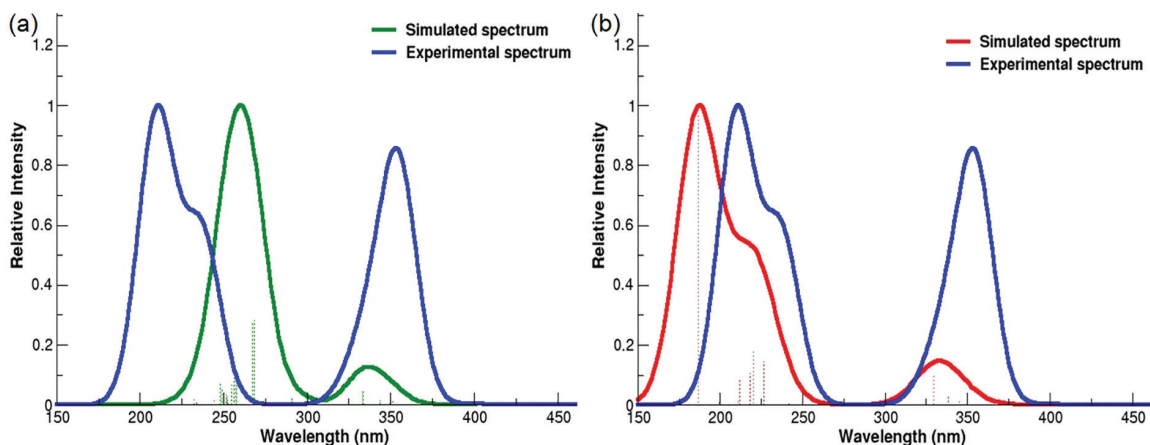 (a)
Simulated spectrum
Experimental spectrum
1.2
1
0.8
0.6
0.4
0.2
0
Relative Intensity
150 200 250 300 350 400 450
Wavelength (nm)
(b)
Simulated spectrum
Experimental spectrum
1.2
1
0.8
0.6
0.4
0.2
0
Relative Intensity
150 200 250 300 350 400 450
Wavelength (nm)